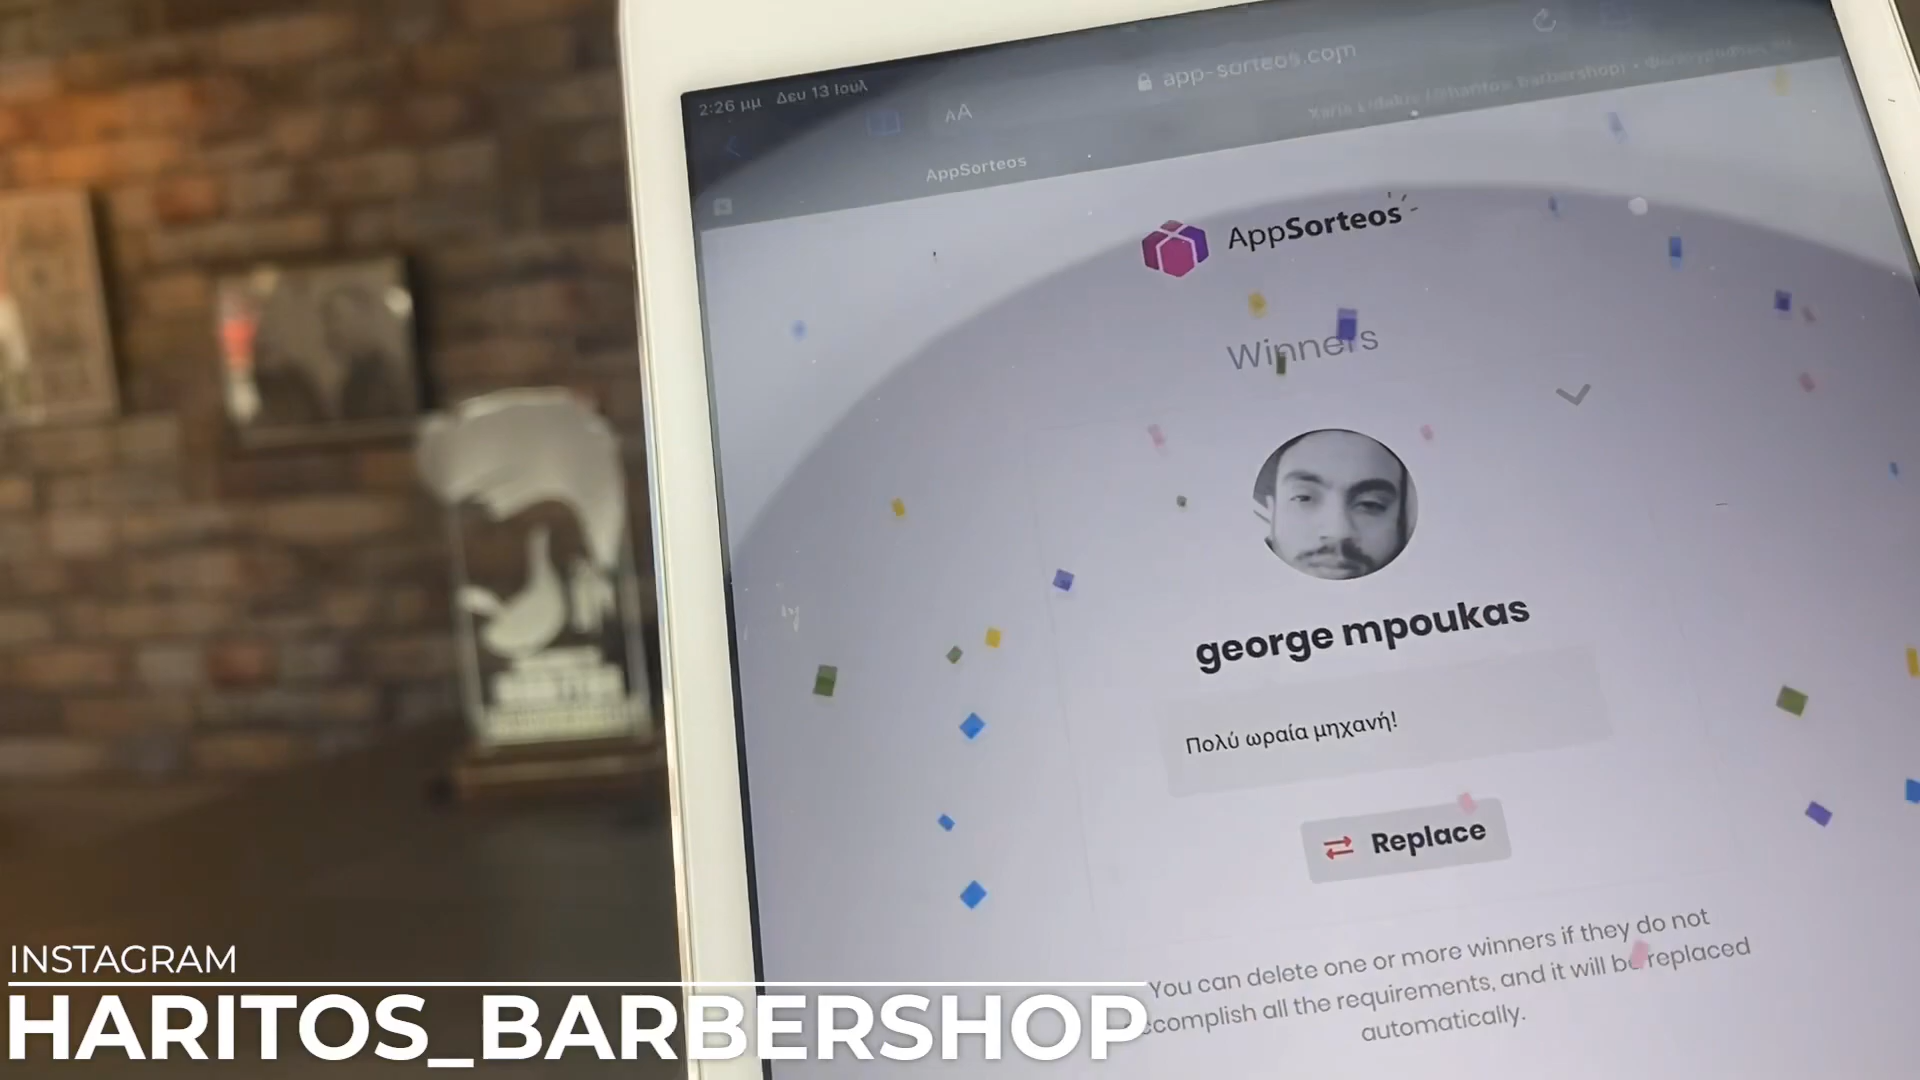 2:26 μμ Δευ 13 Ιουλ
AA
app-sorteos.com
AppSorteos
AppSorteos
Winners
george mpoukas
Πολύ ωραία μηχανή!
Replace
You can delete one or more winners if they do not
ccomplish all the requirements, and it will be replaced
automatically.
INSTAGRAM
HARITOS_BARBERSHOP